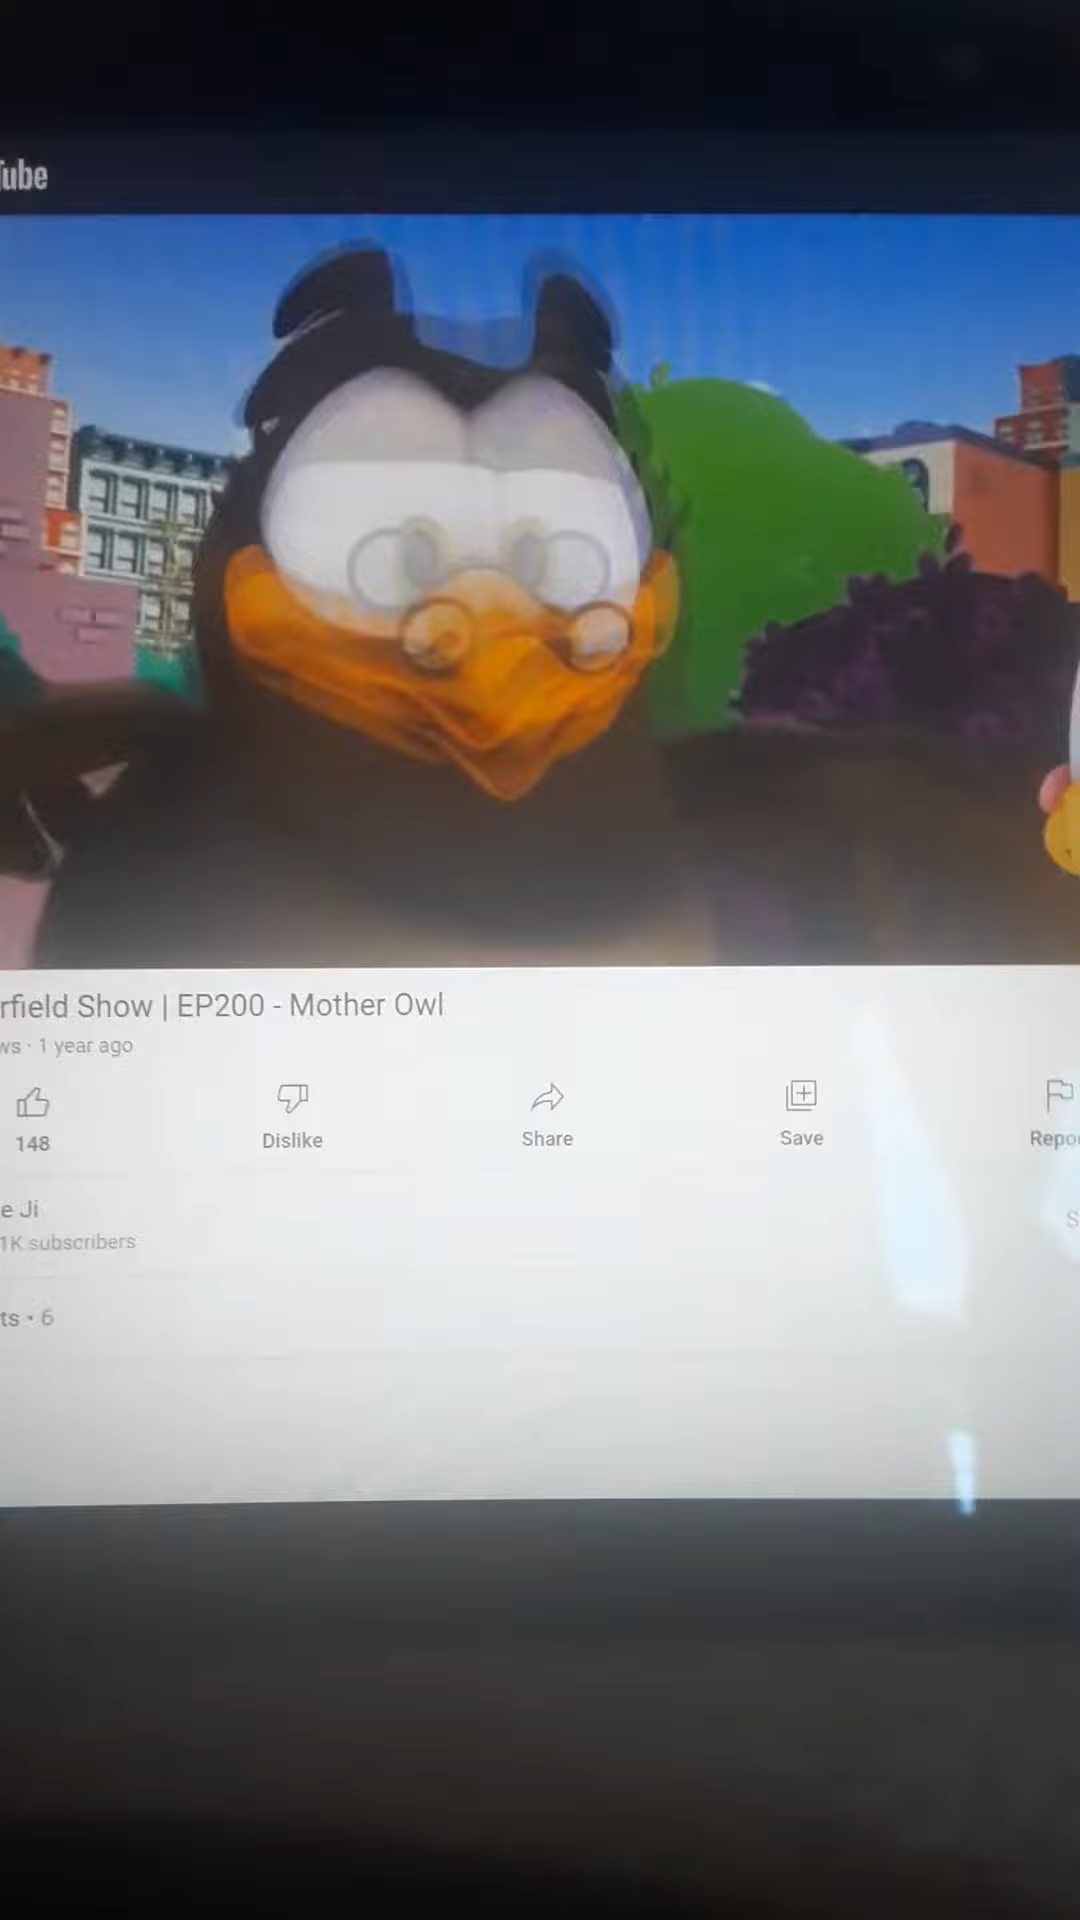 Tube
rfield Show | EP200 - Mother Owl
ws · 1 year ago
148
Dislike
Share
Save
Repo
e Ji
1K subscribers
S
ts · 6